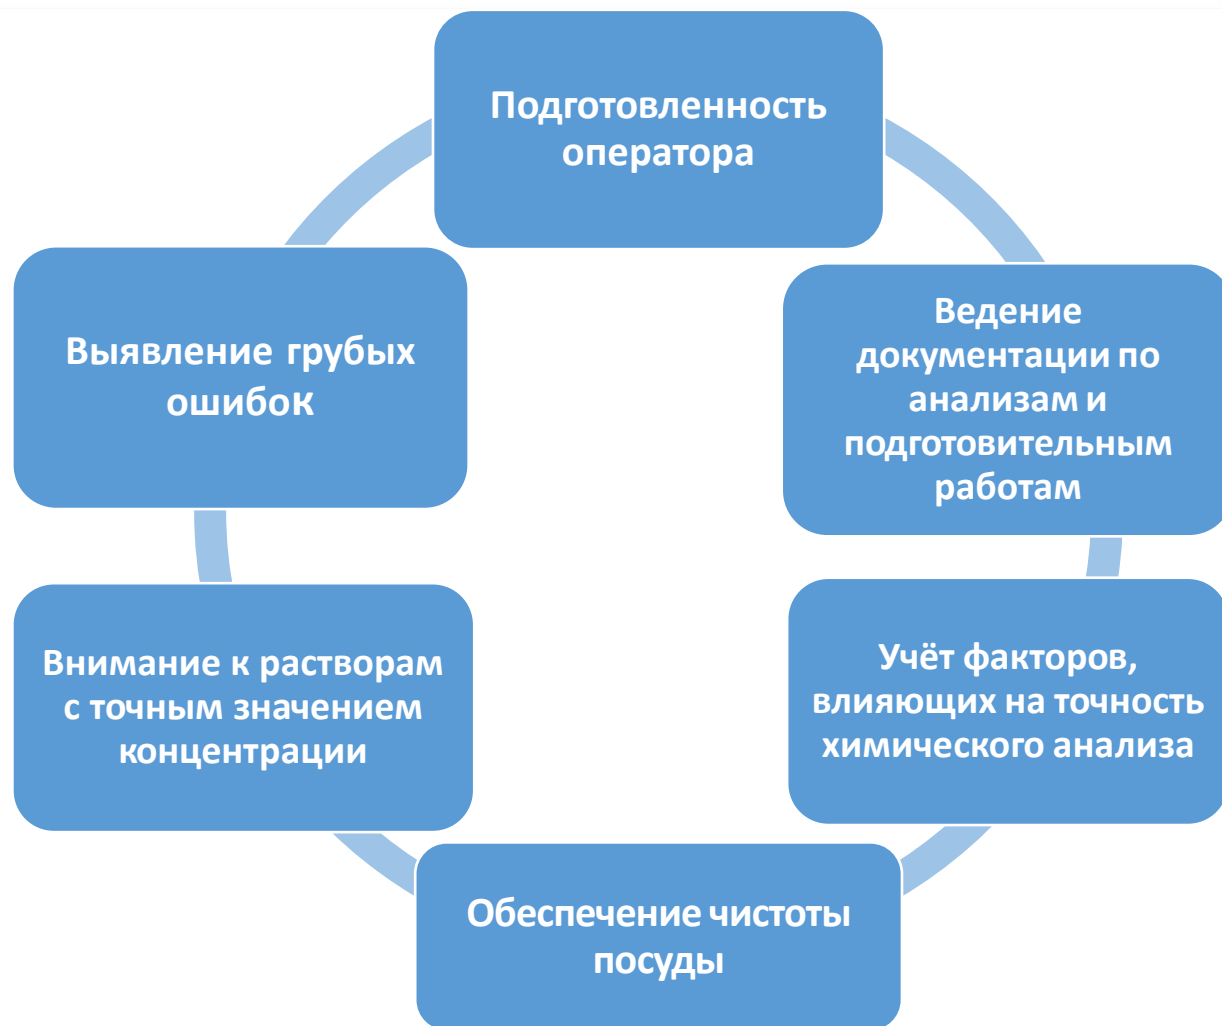 Подготовленность
оператора
Ведение
документации по
анализам и
подготовительным
работам
Учёт факторов,
влияющих на точность
химического анализа
Обеспечение чистоты
посуды
Внимание к растворам
с точным значением
концентрации
Выявление грубых
ошибок